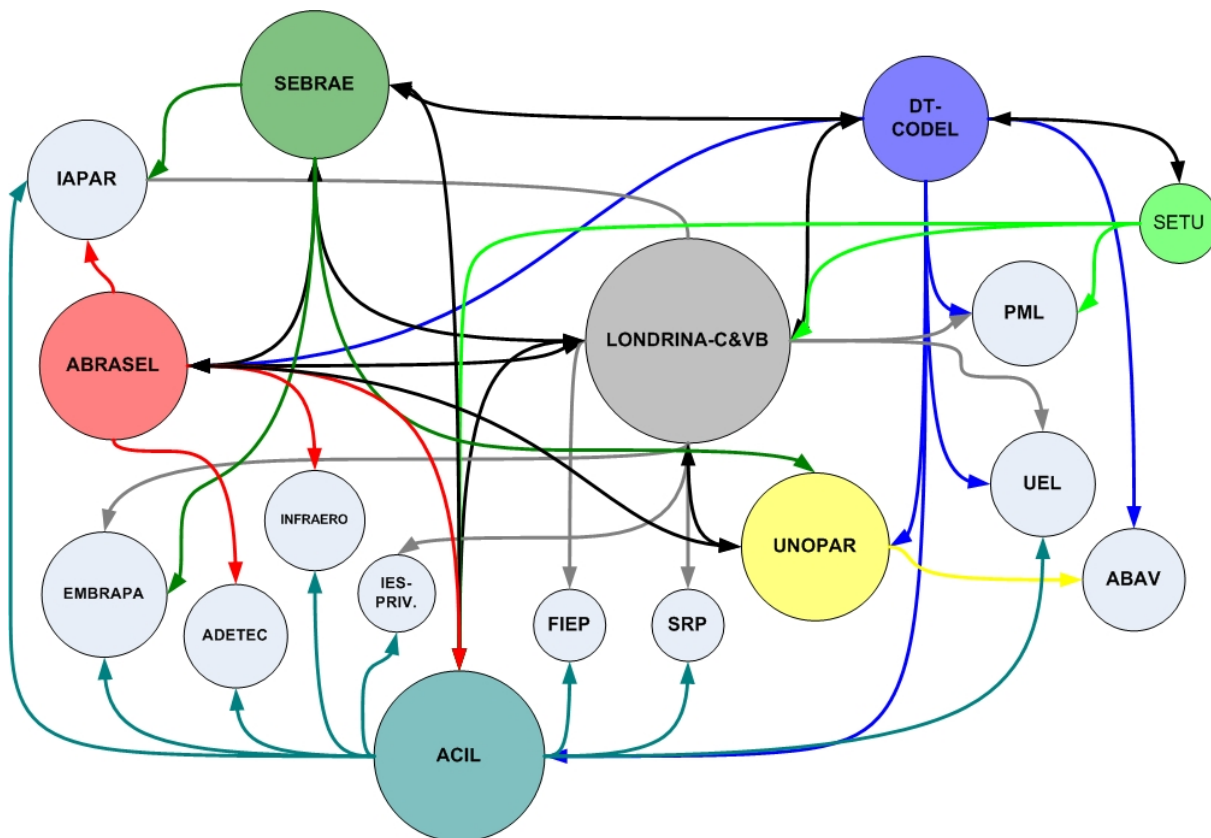 SEBRAE
DT-
CODEL
IAPAR
SETU
PML
LONDRINA-C&VB
ABRASEL
UEL
INFRAERO
UNOPAR
ABAV
EMBRAPA
IES-
PRIV.
ADETEC
FIEP
SRP
ACIL